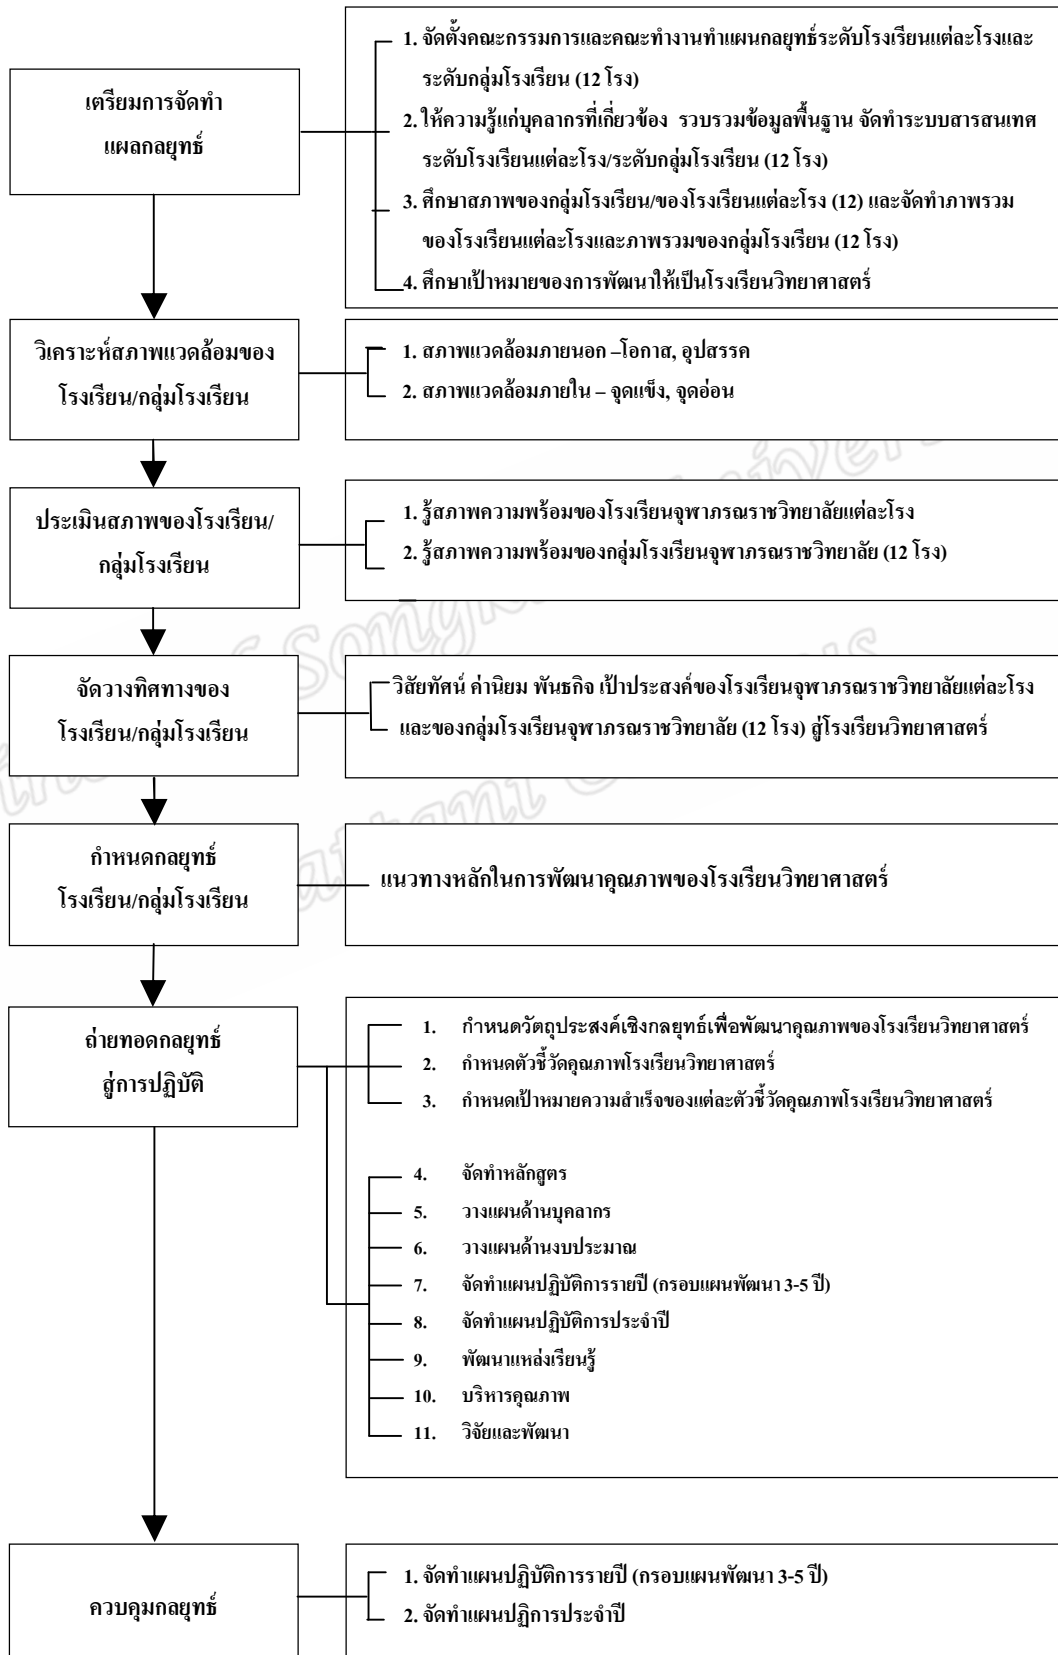 เตรียมการจัดทำ
แผลกลยุทธ์
1. จัดตั้งคณะกรรมการและคณะทำงานทำแผนกลยุทธ์ระดับโรงเรียนแต่ละโรงและ
ระดับกลุ่มโรงเรียน (12 โรง)
2. ให้ความรู้แก่บุคลากรที่เกี่ยวข้อง รวบรวมข้อมูลพื้นฐาน จัดทำระบบสารสนเทศ
ระดับโรงเรียนแต่ละโรง/ระดับกลุ่มโรงเรียน (12 โรง)
3. ศึกษาสภาพของกลุ่มโรงเรียน/ของโรงเรียนแต่ละโรง (12) และจัดทำภาพรวม
ของโรงเรียนแต่ละโรงและภาพรวมของกลุ่มโรงเรียน (12 โรง)
4. ศึกษาเป้าหมายของการพัฒนาให้เป็นโรงเรียนวิทยาศาสตร์
วิเคราะห์สภาพแวดล้อมของ
โรงเรียน/กลุ่มโรงเรียน
1. สภาพแวดล้อมภายนอก –โอกาส, อุปสรรค
2. สภาพแวดล้อมภายใน – จุดแข็ง, จุดอ่อน
ประเมินสภาพของโรงเรียน/
กลุ่มโรงเรียน
1. รู้สภาพความพร้อมของโรงเรียนจุฬาภรณราชวิทยาลัยแต่ละโรง
2. รู้สภาพความพร้อมของกลุ่มโรงเรียนจุฬาภรณราชวิทยาลัย (12 โรง)
จัดวางทิศทางของ
โรงเรียน/กลุ่มโรงเรียน
วิสัยทัศน์ ค่านิยม พันธกิจ เป้าประสงค์ของโรงเรียนจุฬาภรณราชวิทยาลัยแต่ละโรง
และของกลุ่มโรงเรียนจุฬาภรณราชวิทยาลัย (12 โรง) สู่โรงเรียนวิทยาศาสตร์
กำหนดกลยุทธ์
โรงเรียน/กลุ่มโรงเรียน
แนวทางหลักในการพัฒนาคุณภาพของโรงเรียนวิทยาศาสตร์
ถ่ายทอดกลยุทธ์
สู่การปฏิบัติ
1. กำหนดวัตถุประสงค์เชิงกลยุทธ์เพื่อพัฒนาคุณภาพของโรงเรียนวิทยาศาสตร์
2. กำหนดตัวชี้วัดคุณภาพโรงเรียนวิทยาศาสตร์
3. กำหนดเป้าหมายความสำเร็จของแต่ละตัวชี้วัดคุณภาพโรงเรียนวิทยาศาสตร์
4. จัดทำหลักสูตร
5. วางแผนด้านบุคลากร
6. วางแผนด้านงบประมาณ
7. จัดทำแผนปฏิบัติการรายปี (กรอบแผนพัฒนา 3-5 ปี)
8. จัดทำแผนปฏิบัติการประจำปี
9. พัฒนาแหล่งเรียนรู้
10. บริหารคุณภาพ
11. วิจัยและพัฒนา
ควบคุมกลยุทธ์
1. จัดทำแผนปฏิบัติการรายปี (กรอบแผนพัฒนา 3-5 ปี)
2. จัดทำแผนปฏิการประจำปี